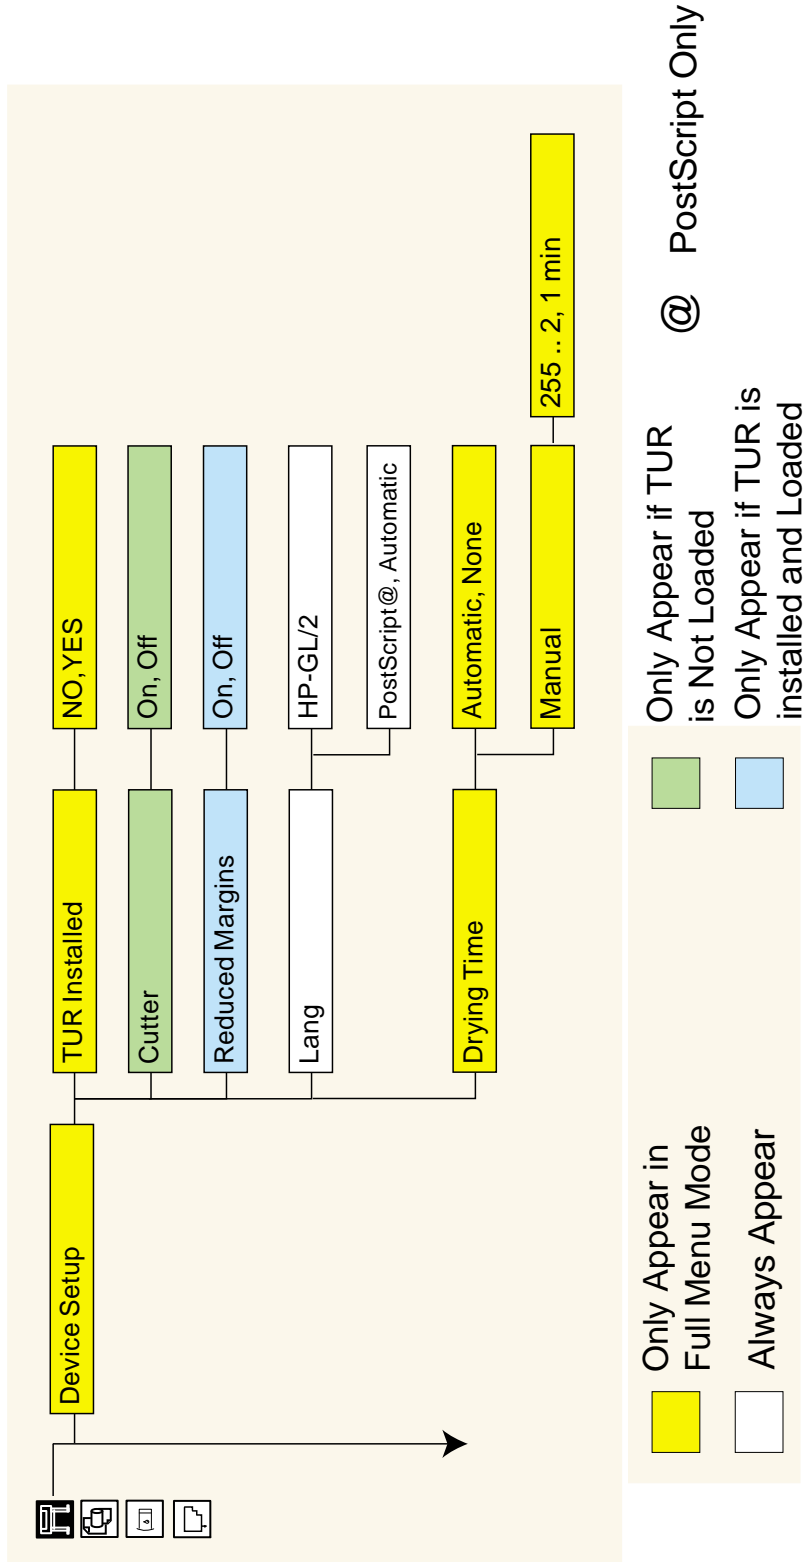 Device Setup
TUR Installed
NO,YES
Cutter
On, Off
Reduced Margins
On, Off
Lang
HP-GL/2
PostScript@, Automatic
Drying Time
Automatic, None
Manual
255 .. 2, 1 min
Only Appear in
Full Menu Mode
Always Appear
Only Appear if TUR
is Not Loaded
Only Appear if TUR is
installed and Loaded
@ PostScript Only